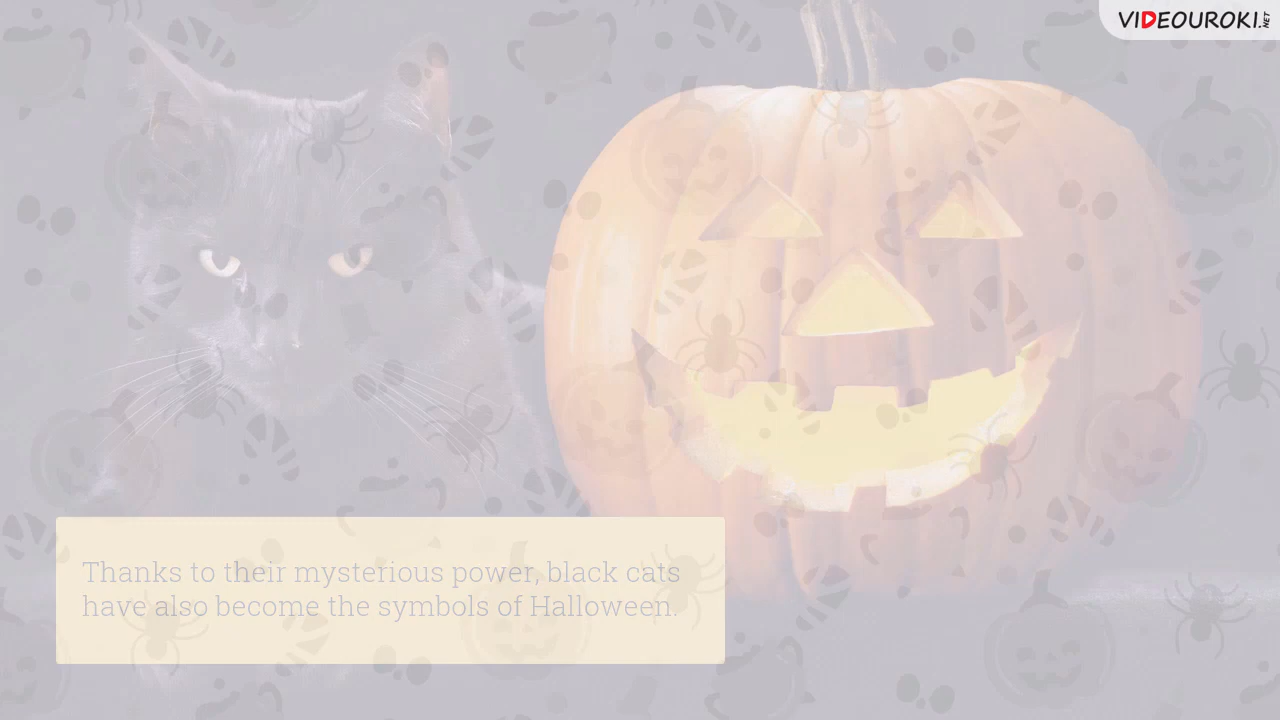 VIDEOUROKI.NET
Thanks to their mysterious power, black cats
have also become the symbols of Halloween.